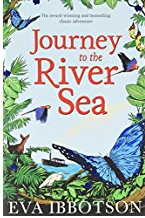 The award-winning and bestselling
classic adventure
Journey
to the
River
Sea
EVA IBBOTSON